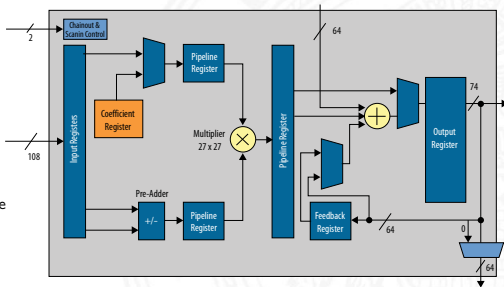 Chainout &
Scanin Control
2
64
Input Registers
Pipeline
Register
Coefficient
Register
Pipeline Register
74
Multiplier
27 x 27
Output
Register
108
Pre-Adder
+/-
Pipeline
Register
Feedback
Register
64
0
64
e